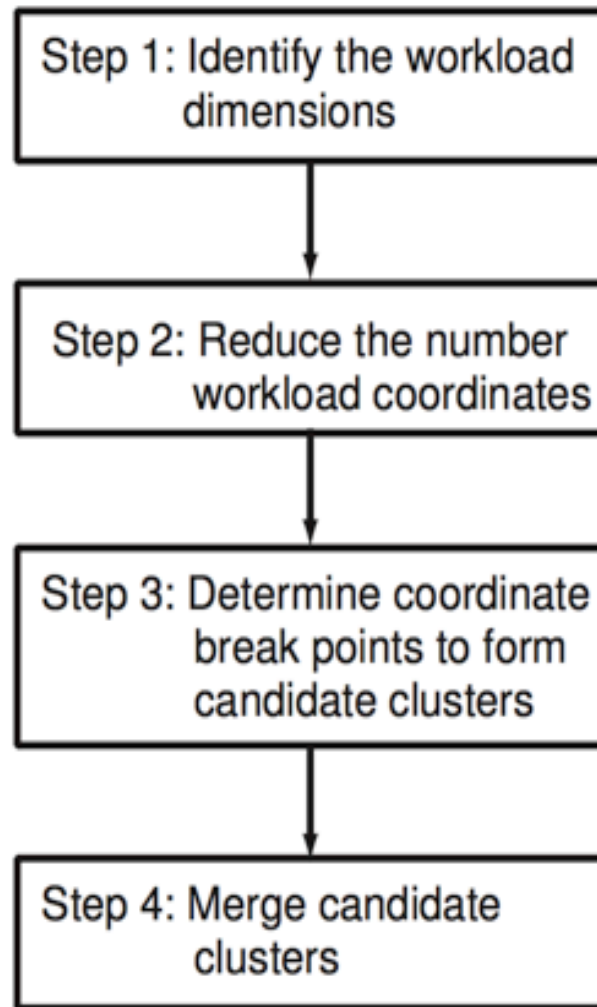 Step 1: Identify the workload
dimensions
Step 2: Reduce the number
workload coordinates
Step 3: Determine coordinate
break points to form
candidate clusters
Step 4: Merge candidate
clusters